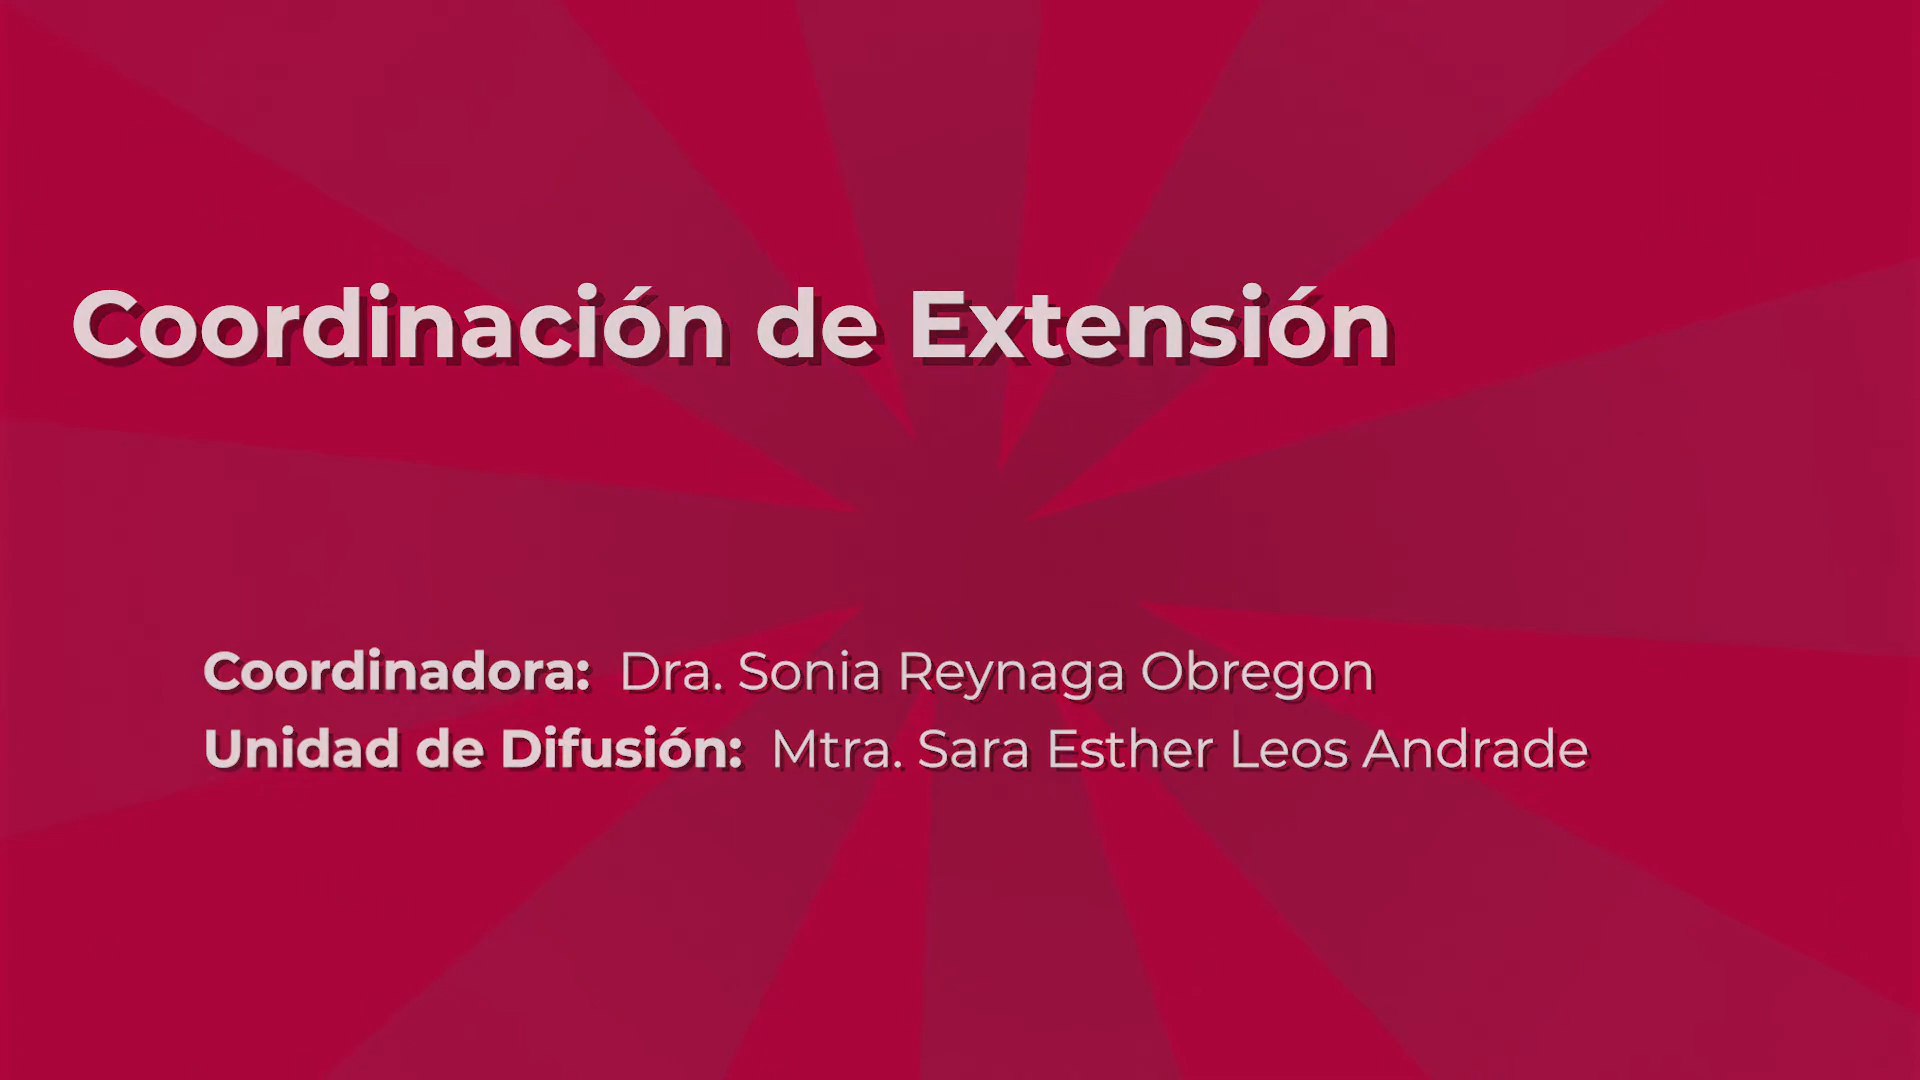 Coordinación de Extensión
Coordinadora: Dra. Sonia Reynaga Obregon
Unidad de Difusión: Mtra. Sara Esther Leos Andrade